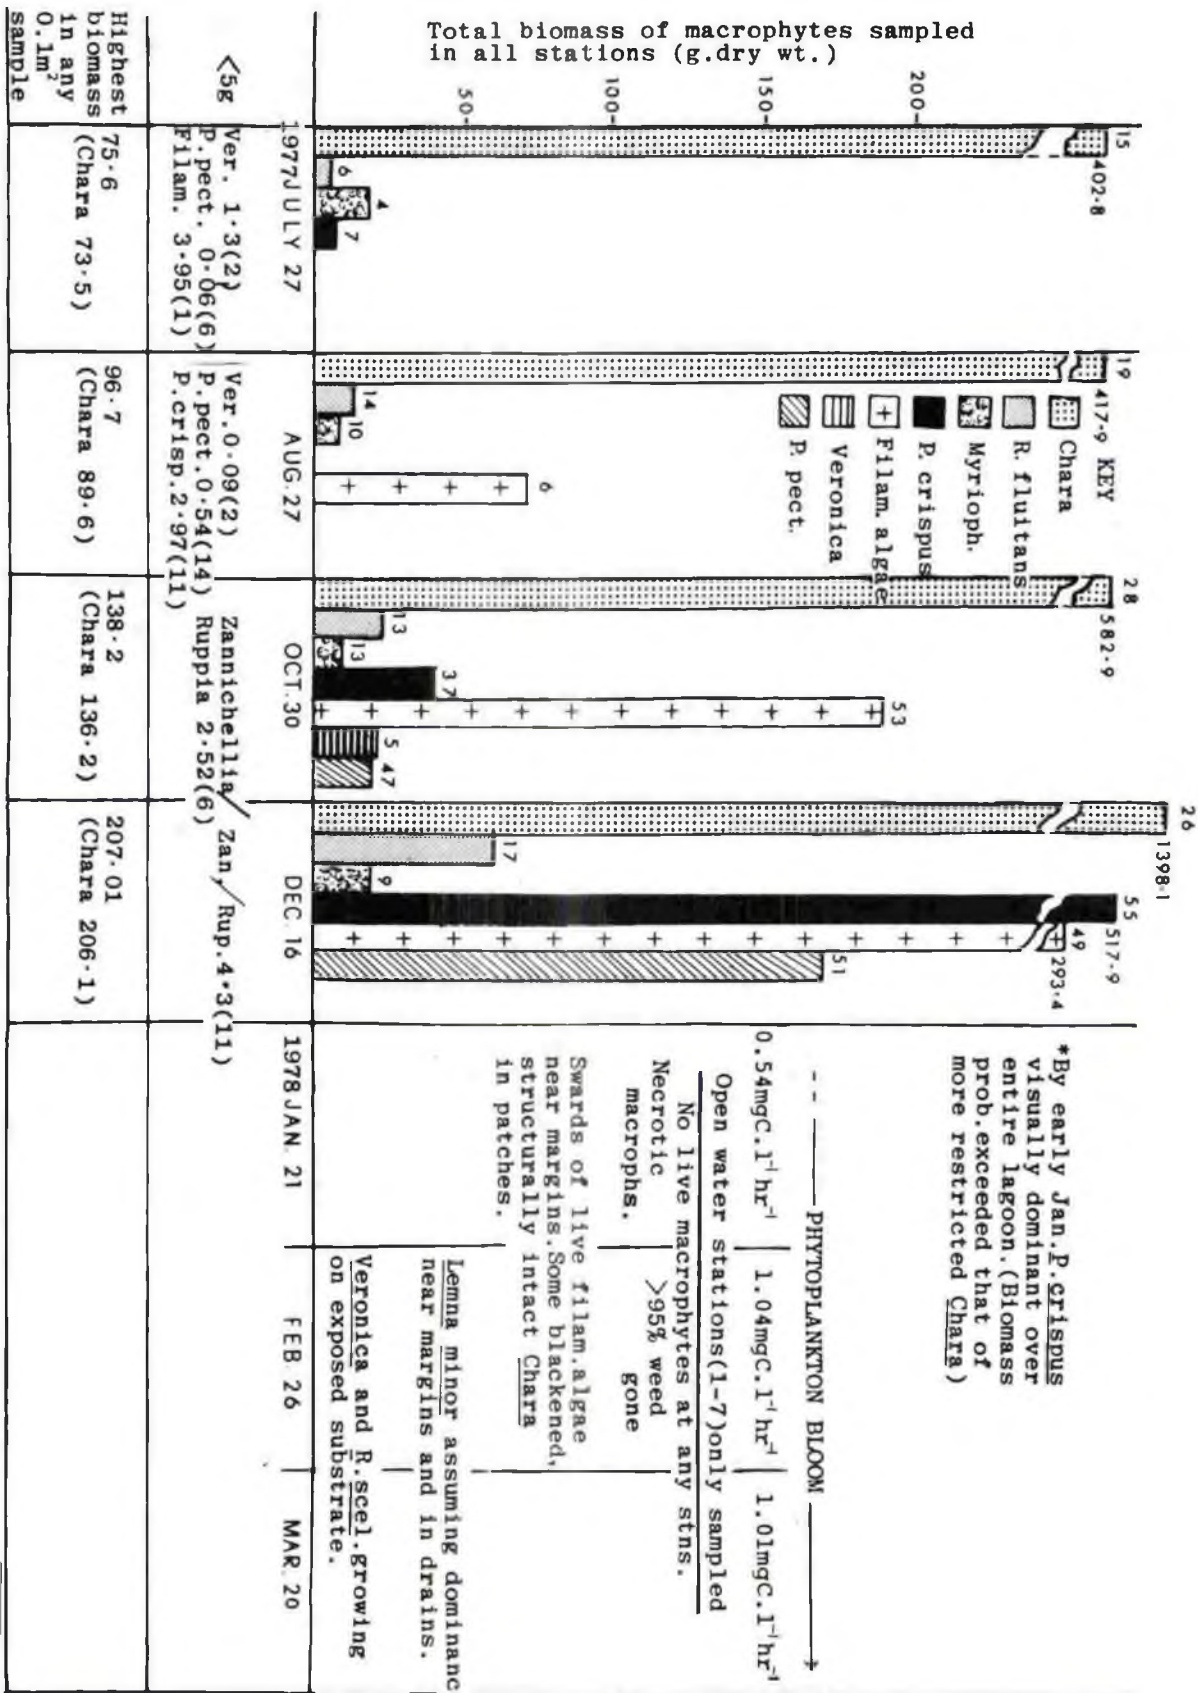 Total biomass of macrophytes sampled
in all stations (g.dry wt.)
200-
150-
100-
50-
15
402·8
6
4
7
19
417·9
14
10
6
KEY
Chara
R. fluitans
Myrioph.
P. crispus
Filam. algae
Veronica
P. pect.
28
582·9
13
13
37
53
5
47
26
1398·1
17
9
55
517·9
49
293·4
51
*By early Jan.P.crispus
visually dominant over
entire lagoon.(Biomass
prob.exceeded that of
more restricted Chara)
PHYTOPLANKTON BLOOM
0.54mgC.l⁻¹hr⁻¹ 1.04mgC.l⁻¹hr⁻¹ 1.01mgC.l⁻¹hr⁻¹
Open water stations(1-7)only sampled
No live macrophytes at any stns.
Necrotic
macrophs.
>95% weed
gone
Swards of live filam.algae
near margins.Some blackened,
structurally intact Chara
in patches.
Lemna minor assuming dominanc
near margins and in drains.
Veronica and R.scel.growing
on exposed substrate.
1977JULY 27
AUG.27
OCT.30
DEC. 16
1978JAN. 21
FEB 26
MAR. 20
<5g
Ver. 1·3(2)
P.pect. 0·06(6)
Filam. 3·95(1)
Ver.0·09(2)
P.pect.0·54(14)
P.crisp.2·97(11)
Zannichellia/
Ruppia 2·52(6)
Zan/Rup.4·3(11)
Highest
biomass
in any
0.1m²
sample
75·6
(Chara 73·5)
96·7
(Chara 89·6)
138·2
(Chara 136·2)
207·01
(Chara 206·1)